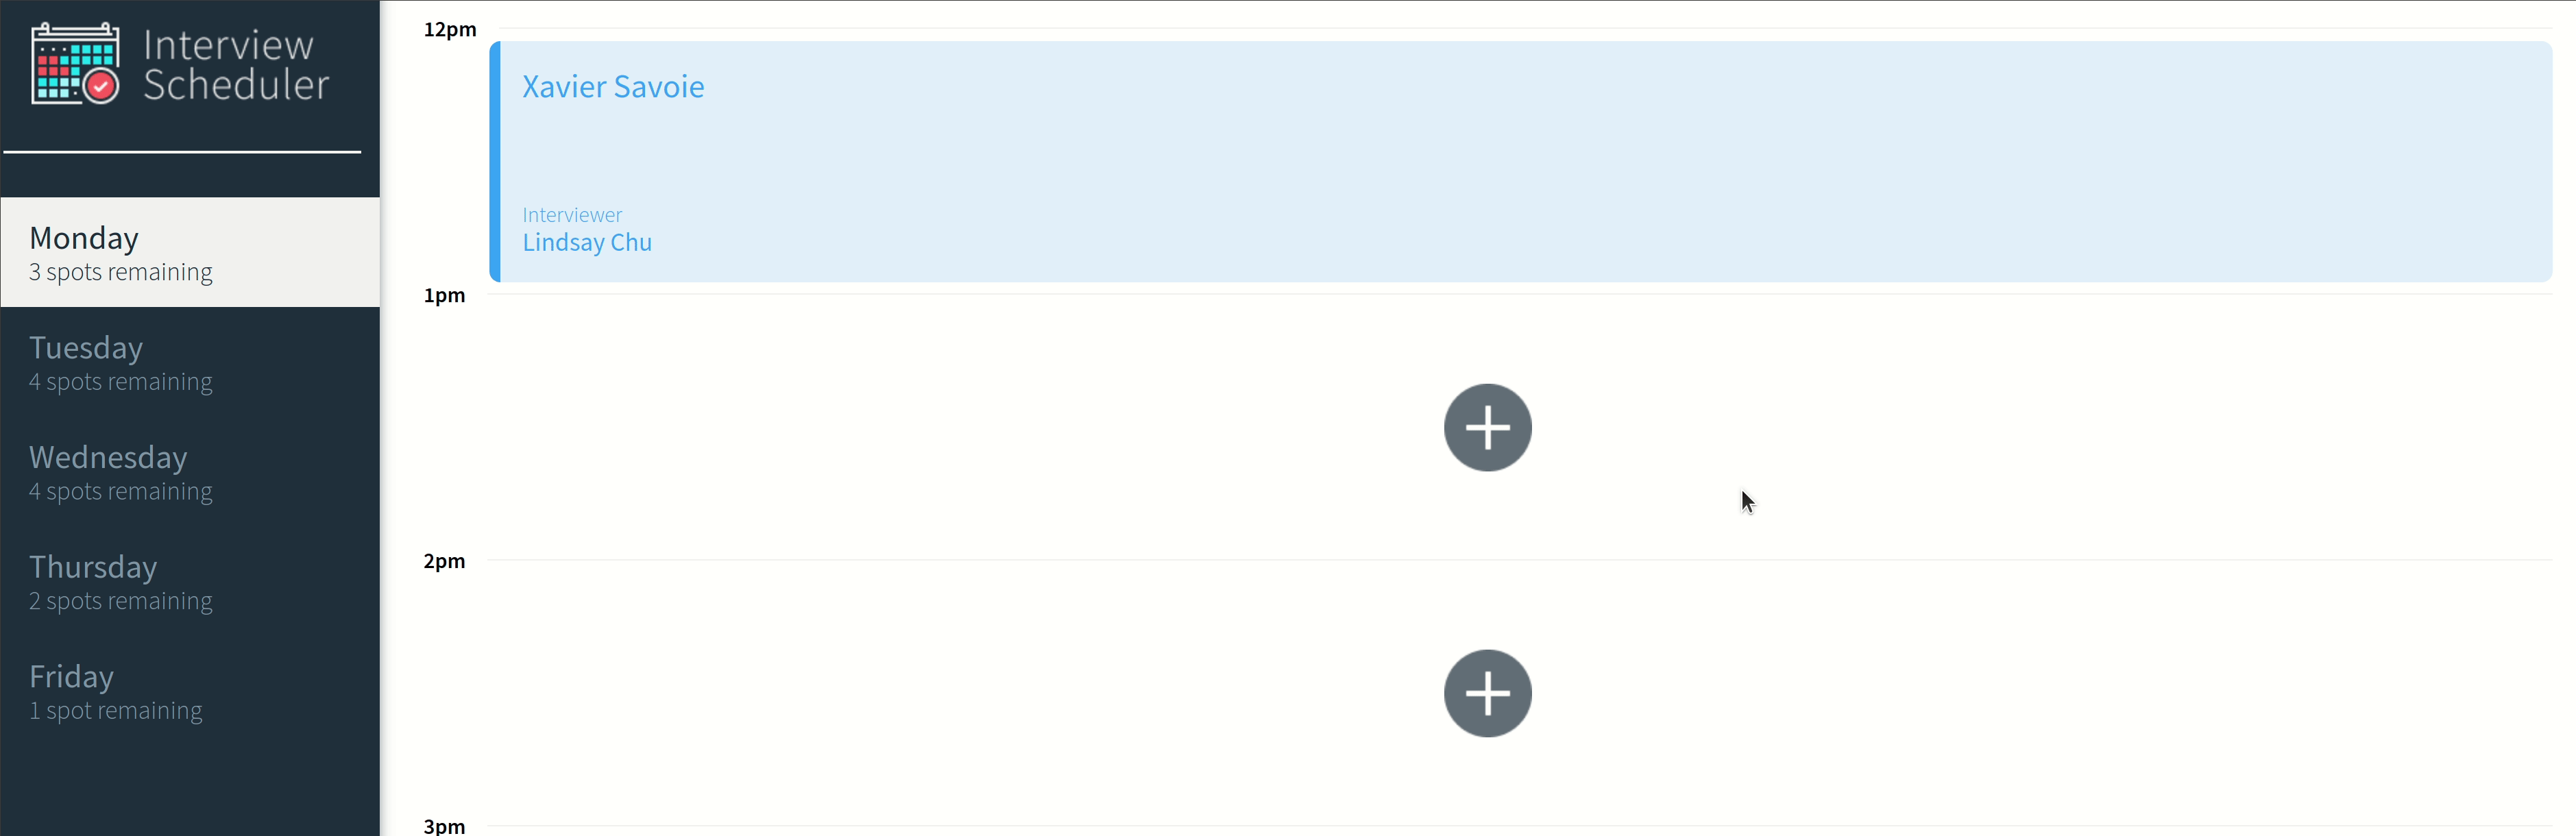 Interview
Scheduler
Monday
3 spots remaining
Tuesday
4 spots remaining
Wednesday
4 spots remaining
Thursday
2 spots remaining
Friday
1 spot remaining
12pm
Xavier Savoie
Interviewer
Lindsay Chu
1pm
2pm
3pm